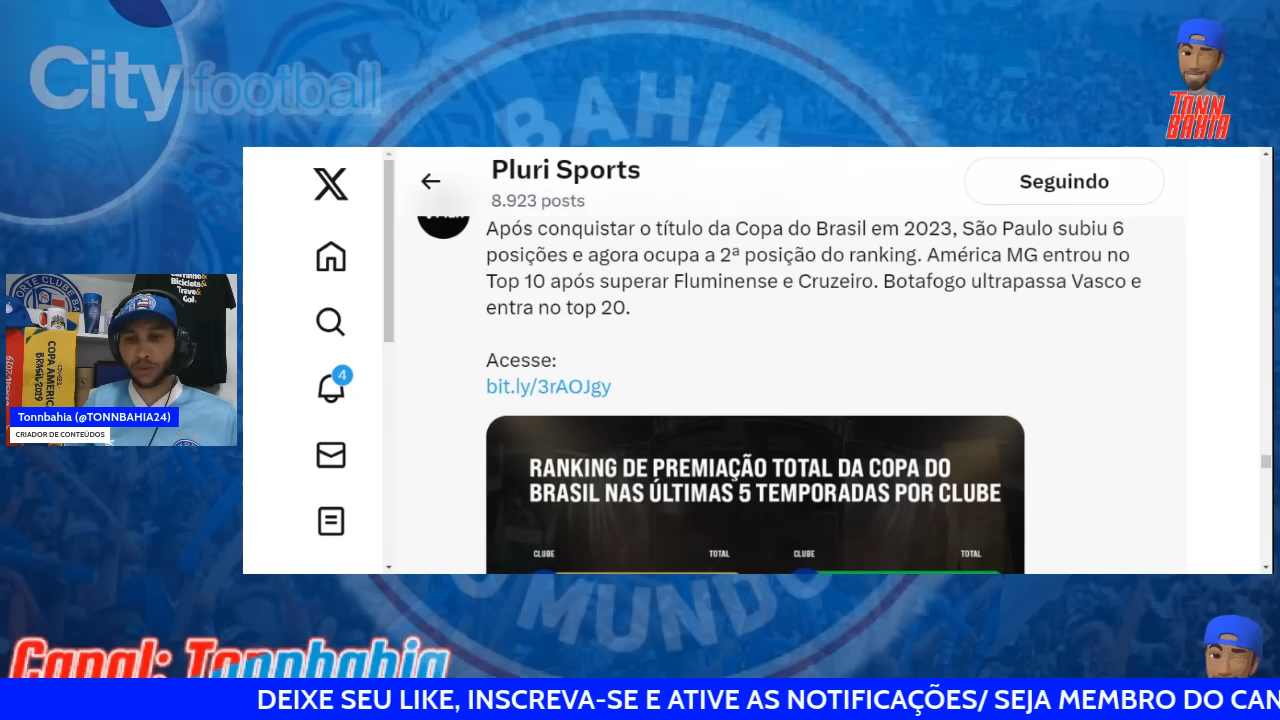 City football
BAHIA
TONN
BAHIA
Pluri Sports
8.923 posts
Seguindo
Após conquistar o título da Copa do Brasil em 2023, São Paulo subiu 6
posições e agora ocupa a 2ª posição do ranking. América MG entrou no
Top 10 após superar Fluminense e Cruzeiro. Botafogo ultrapassa Vasco e
entra no top 20.
Acesse:
bit.ly/3rAOJgy
4
RANKING DE PREMIAÇÃO TOTAL DA COPA DO
BRASIL NAS ÚLTIMAS 5 TEMPORADAS POR CLUBE
CLUBE TOTAL CLUBE TOTAL
Bicicleta&
Trave&
Gol.
COPA AMERICA
BRASIL 2019
Tonnbahia (@TONNBAHIA24)
CRIADOR DE CONTEÚDOS
MUNDO
Canal: Tonnbahia
DEIXE SEU LIKE, INSCREVA-SE E ATIVE AS NOTIFICAÇÕES/ SEJA MEMBRO DO CAN